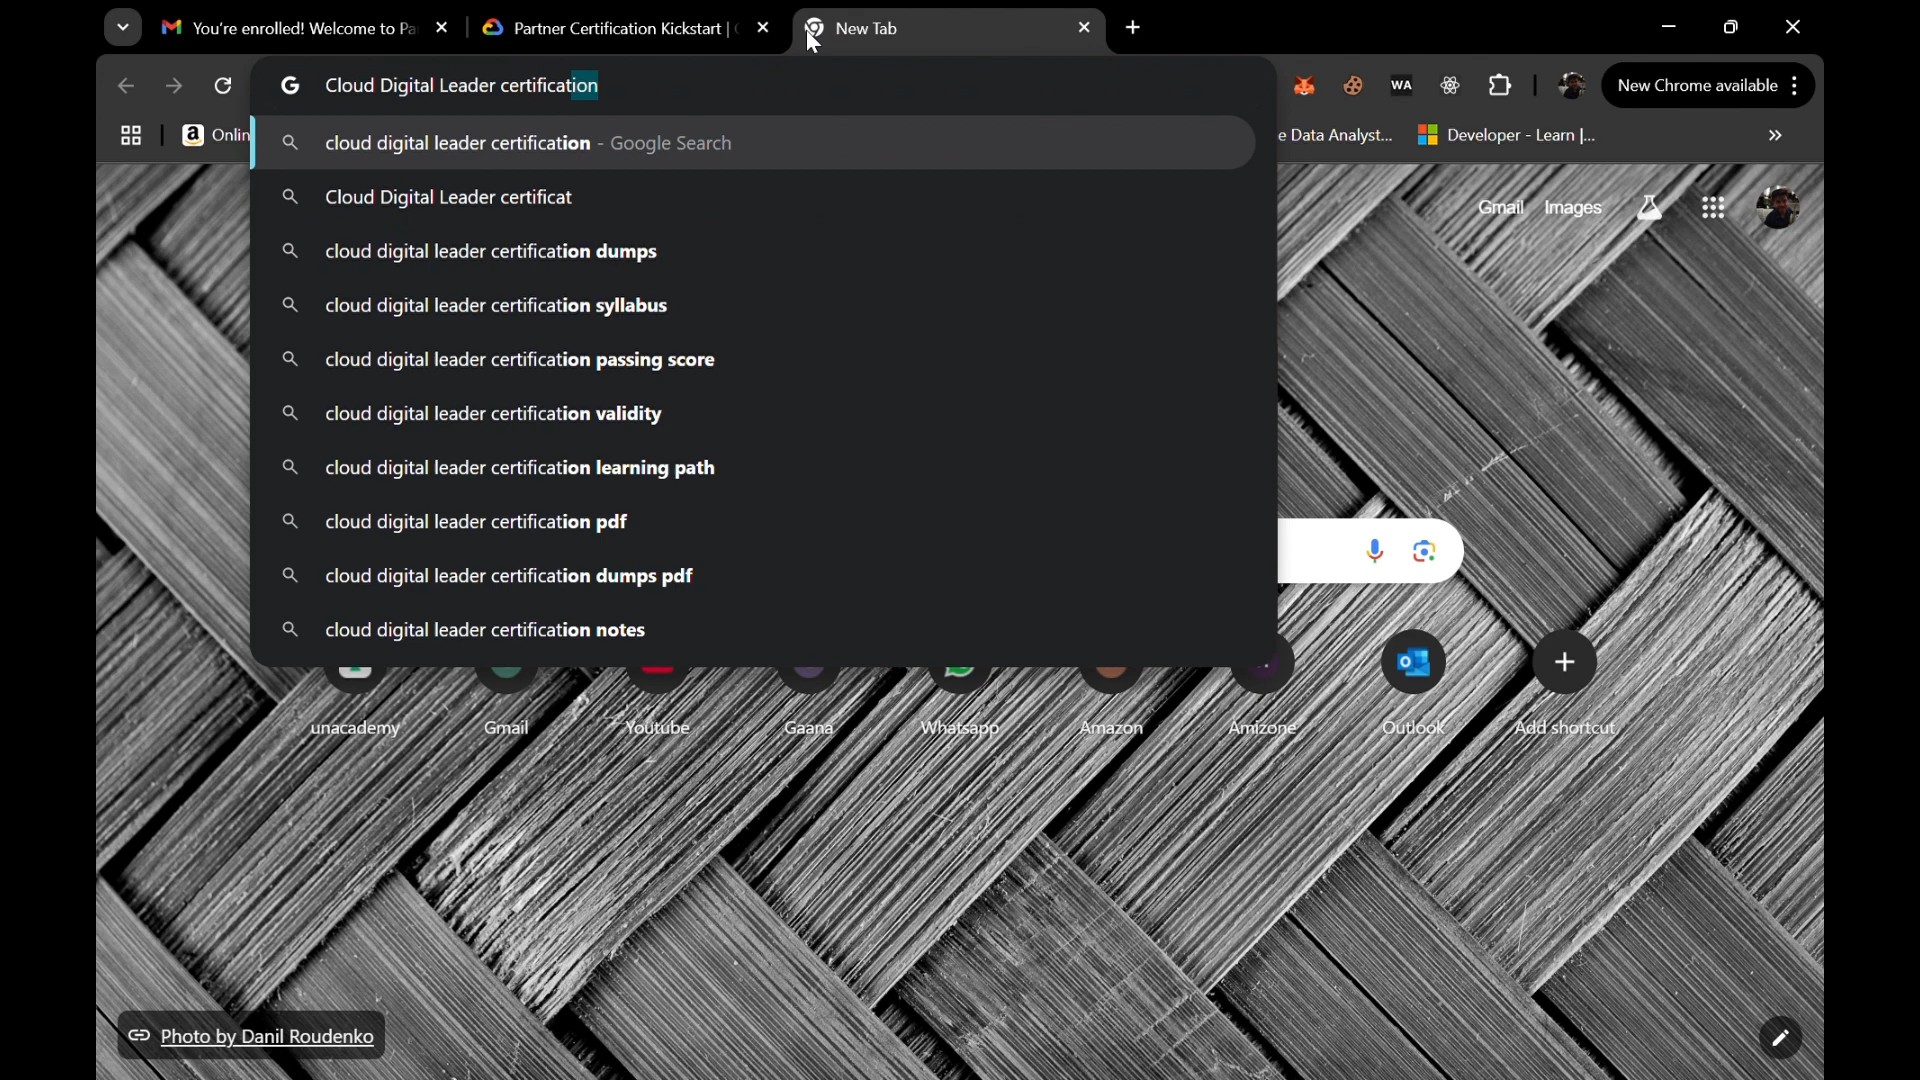 You're enrolled! Welcome to Pa
Partner Certification Kickstart |
New Tab
Cloud Digital Leader certification
WA
New Chrome available
Onlin
e Data Analyst...
Developer - Learn |...
cloud digital leader certification - Google Search
Cloud Digital Leader certificat
cloud digital leader certification dumps
cloud digital leader certification syllabus
cloud digital leader certification passing score
cloud digital leader certification validity
cloud digital leader certification learning path
cloud digital leader certification pdf
cloud digital leader certification dumps pdf
cloud digital leader certification notes
Gmail Images
unacademy Gmail Youtube Gaana Whatsapp Amazon Amizone Outlook Add shortcut
Photo by Danil Roudenko